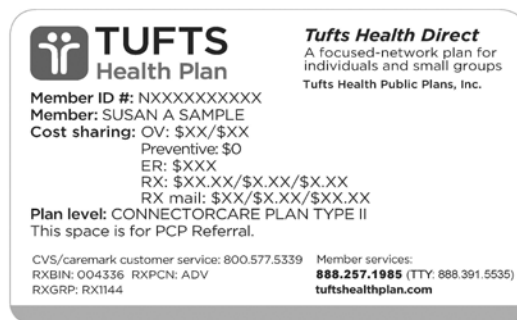 TUFTS
Health Plan
Tufts Health Direct
A focused-network plan for
individuals and small groups
Tufts Health Public Plans, Inc.
Member ID #: NXXXXXXXXXX
Member: SUSAN A SAMPLE
Cost sharing: OV: $XX/$XX
Preventive: $0
ER: $XXX
RX: $XX.XX/$X.XX/$X.XX
RX mail: $XX/$X.XX/$XX.XX
Plan level: CONNECTORCARE PLAN TYPE II
This space is for PCP Referral.
CVS/caremark customer service: 800.577.5339
RXBIN: 004336 RXPCN: ADV
RXGRP: RX1144
Member services:
888.257.1985 (TTY: 888.391.5535)
tuftshealthplan.com